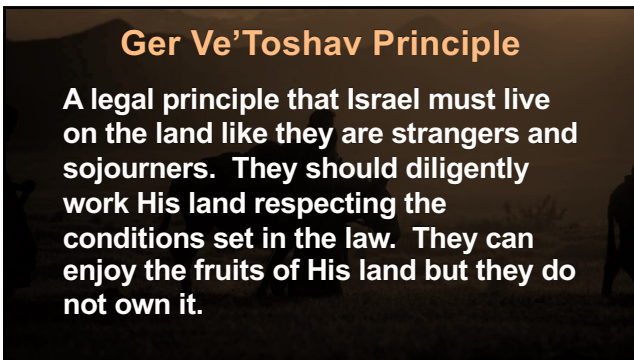 Ger Ve’Toshav Principle
A legal principle that Israel must live
on the land like they are strangers and
sojourners.  They should diligently
work His land respecting the
conditions set in the law.  They can
enjoy the fruits of His land but they do
not own it.